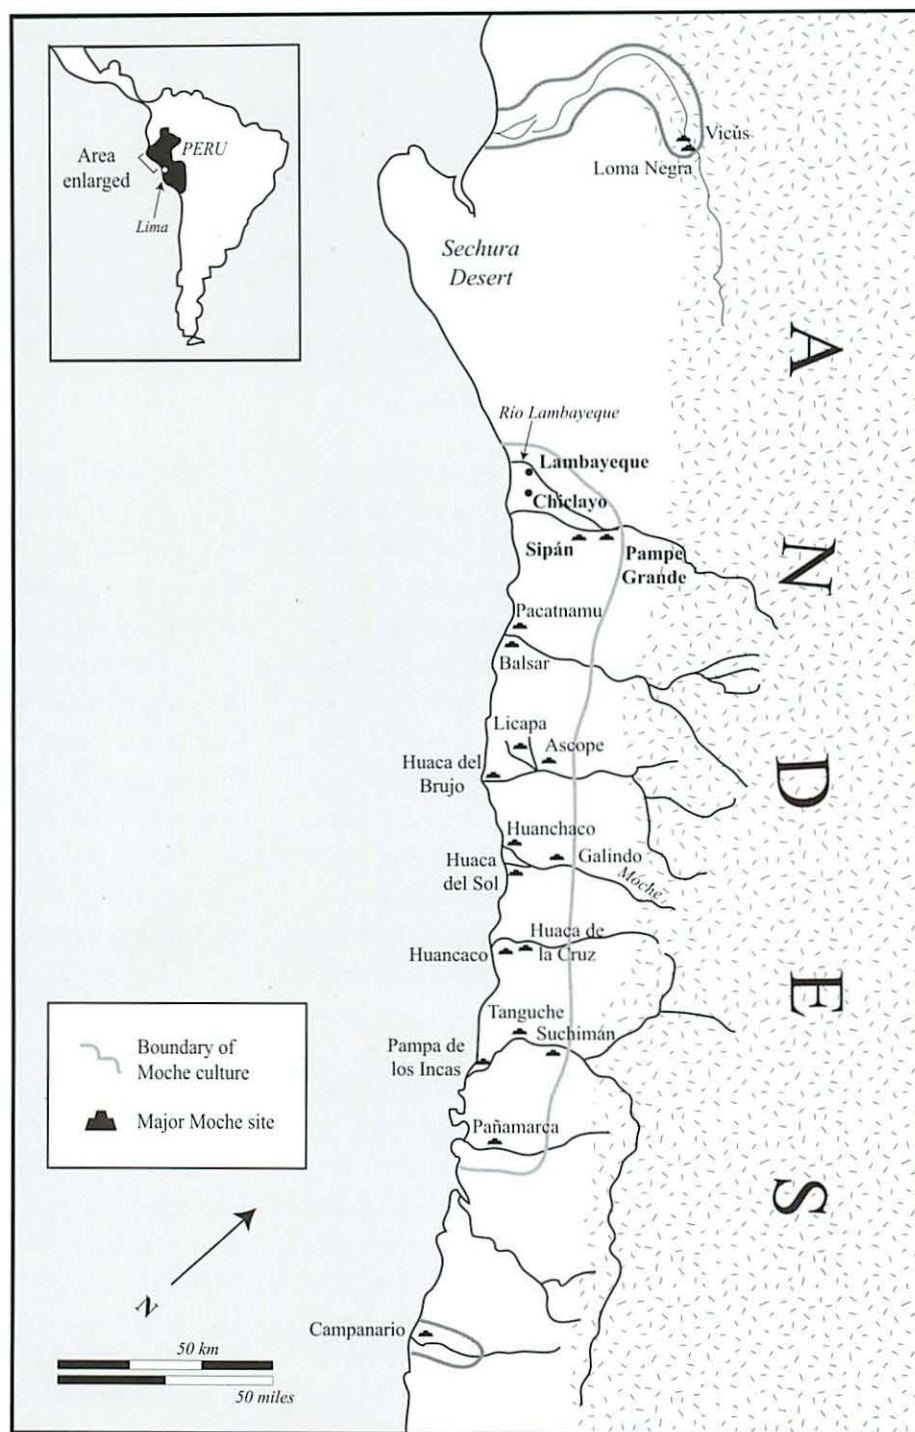 PERU
Area
enlarged
Lima
Vicús
Loma Negra
Sechura
Desert
ANDES
Río Lambayeque
Lambayeque
Chiclayo
Sipán
Pampe
Grande
Pacatnamu
Balsar
Licapa
Ascope
Huaca del
Brujo
Huanchaco
Galindo
Huaca
del Sol
Moche
Huancaco
Huaca de
la Cruz
Tanguche
Suchimán
Pampa de
los Incas
Boundary of
Moche culture
Major Moche site
Pañamarca
N
Campanario
50 km
50 miles